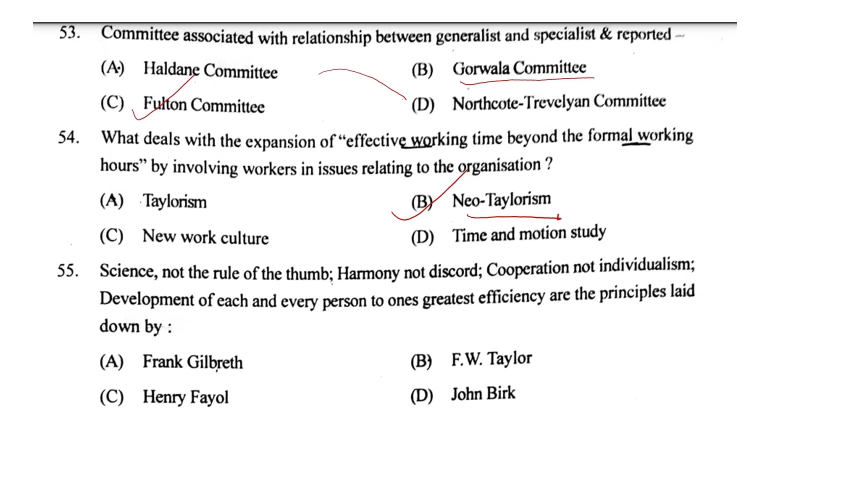 53. Committee associated with relationship between generalist and specialist & reported –
(A) Haldane Committee (B) Gorwala Committee
(C) Fulton Committee (D) Northcote-Trevelyan Committee
54. What deals with the expansion of “effective working time beyond the formal working
hours” by involving workers in issues relating to the organisation ?
(A) Taylorism (B) Neo-Taylorism
(C) New work culture (D) Time and motion study
55. Science, not the rule of the thumb; Harmony not discord; Cooperation not individualism;
Development of each and every person to ones greatest efficiency are the principles laid
down by :
(A) Frank Gilbreth (B) F.W. Taylor
(C) Henry Fayol (D) John Birk